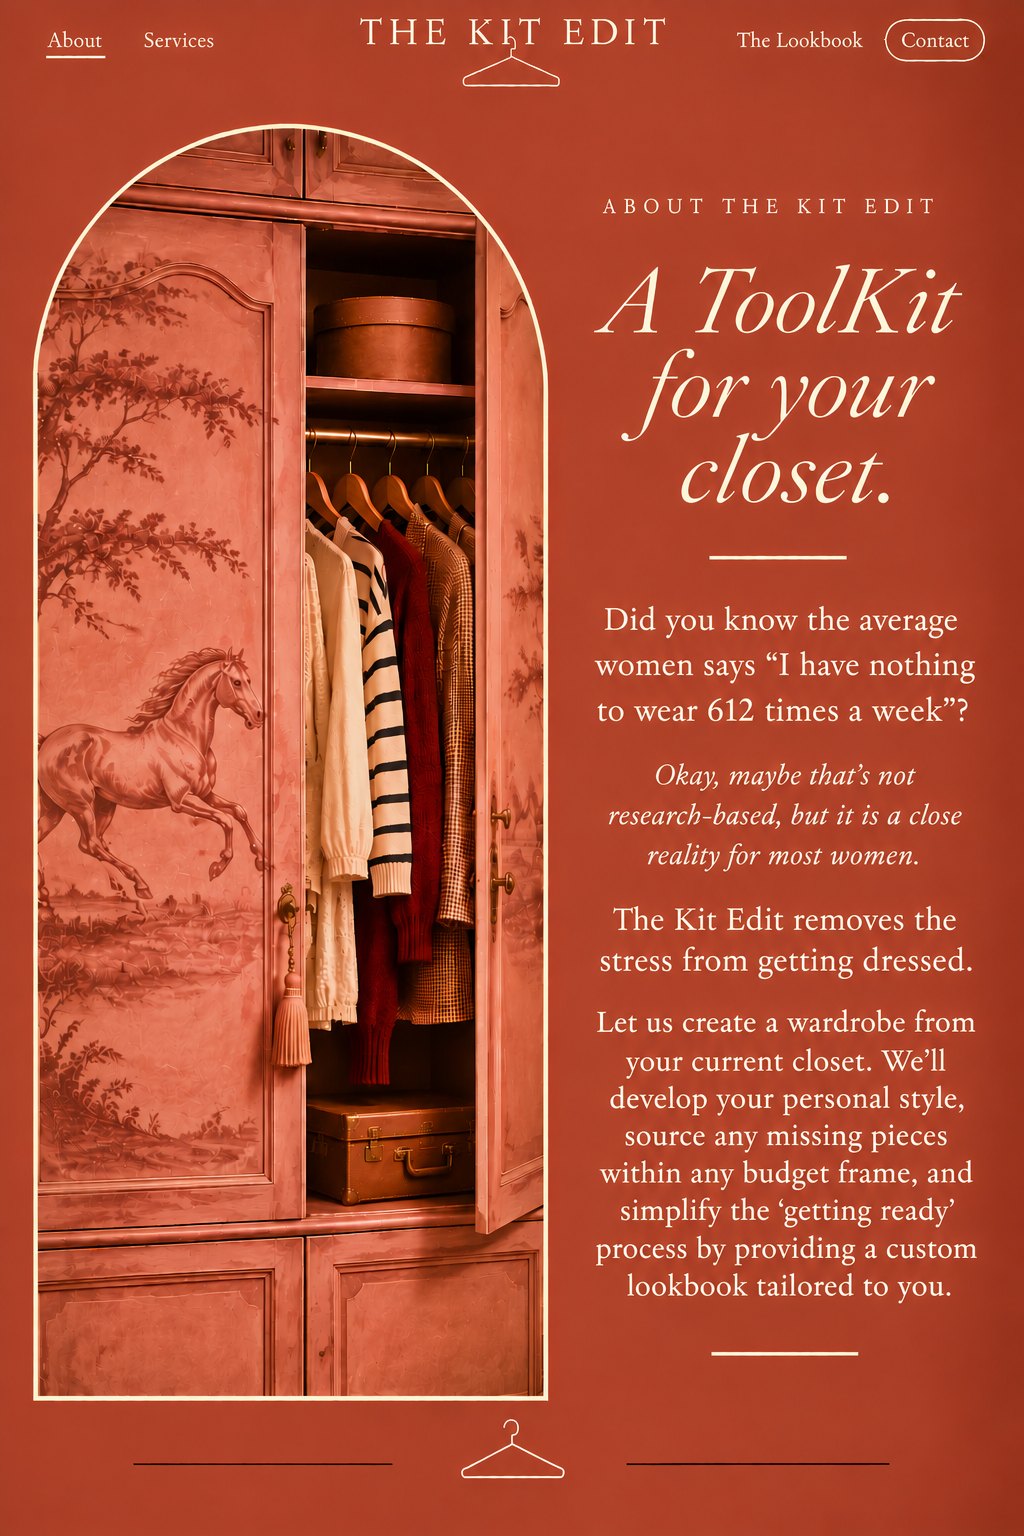 About
Services
THE KIT EDIT
The Lookbook
Contact
ABOUT THE KIT EDIT
A ToolKit
for your
closet.
Did you know the average
women says “I have nothing
to wear 612 times a week”?
Okay, maybe that’s not
research-based, but it is a close
reality for most women.
The Kit Edit removes the
stress from getting dressed.
Let us create a wardrobe from
your current closet. We’ll
develop your personal style,
source any missing pieces
within any budget frame, and
simplify the ‘getting ready’
process by providing a custom
lookbook tailored to you.